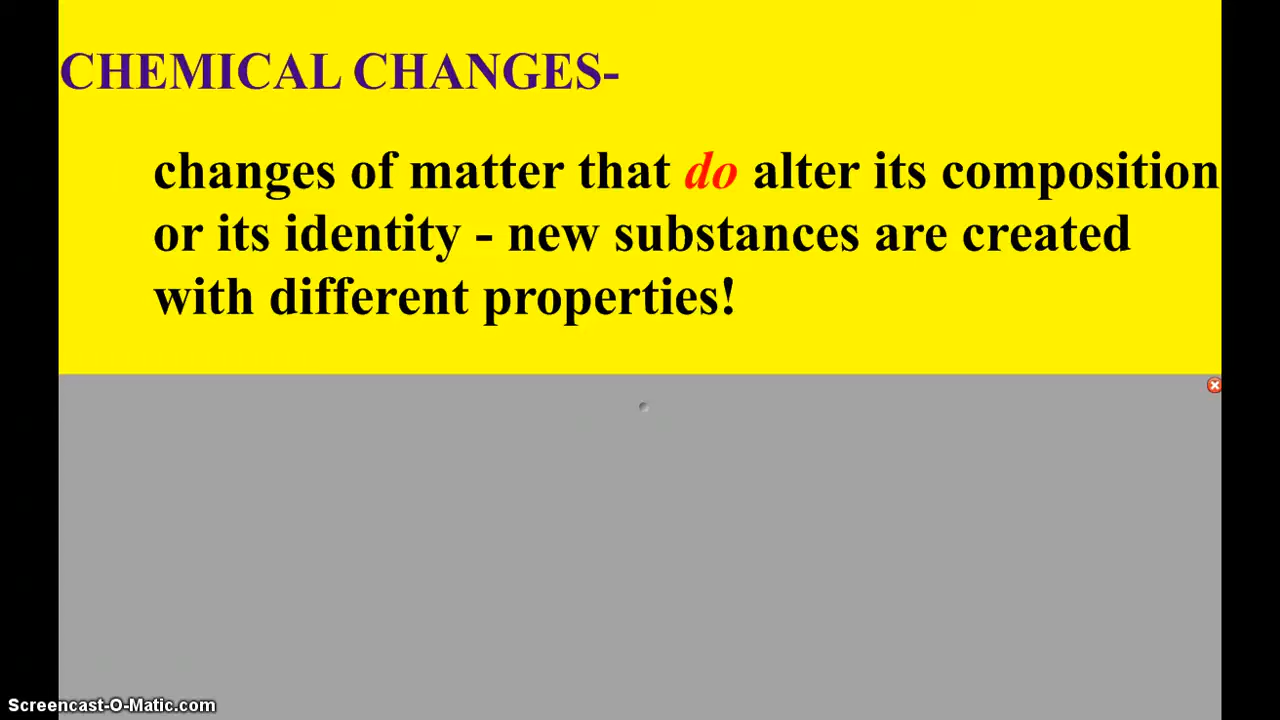 CHEMICAL CHANGES-
changes of matter that do alter its composition
or its identity - new substances are created
with different properties!
Screencast-O-Matic.com